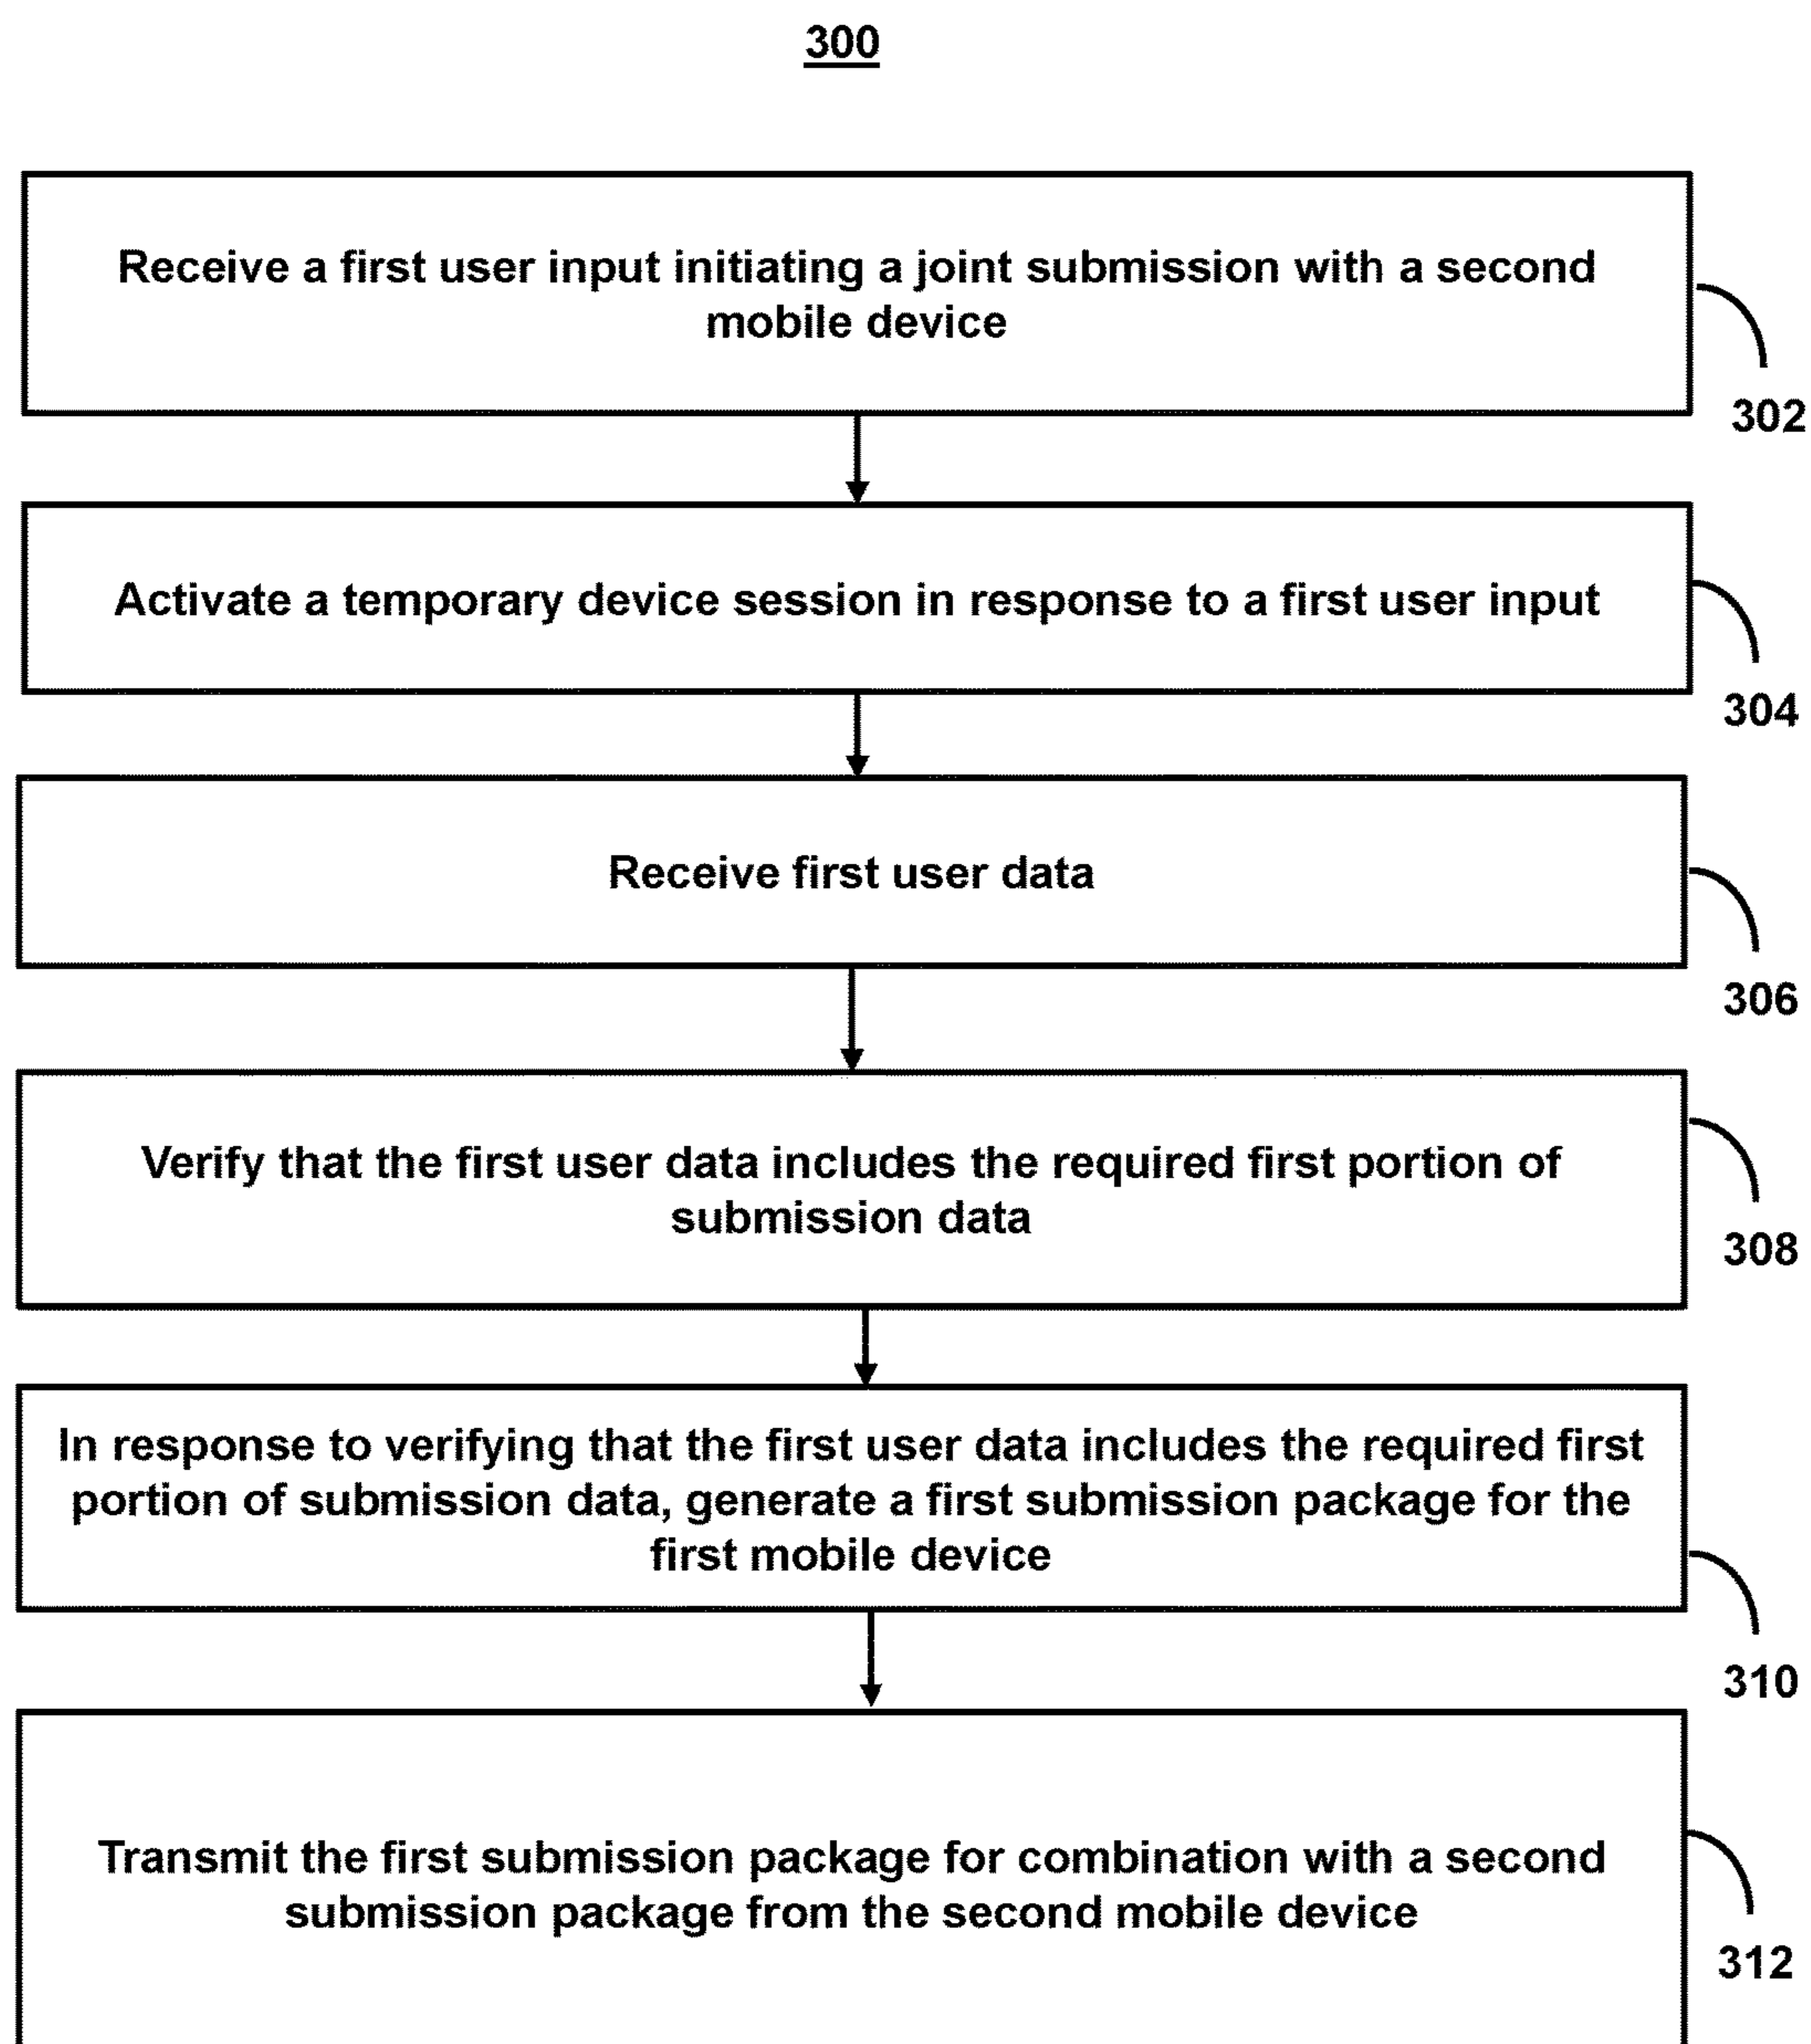 300
Receive a first user input initiating a joint submission with a second
mobile device
302
Activate a temporary device session in response to a first user input
304
Receive first user data
306
Verify that the first user data includes the required first portion of
submission data
308
In response to verifying that the first user data includes the required first
portion of submission data, generate a first submission package for the
first mobile device
310
Transmit the first submission package for combination with a second
submission package from the second mobile device
312